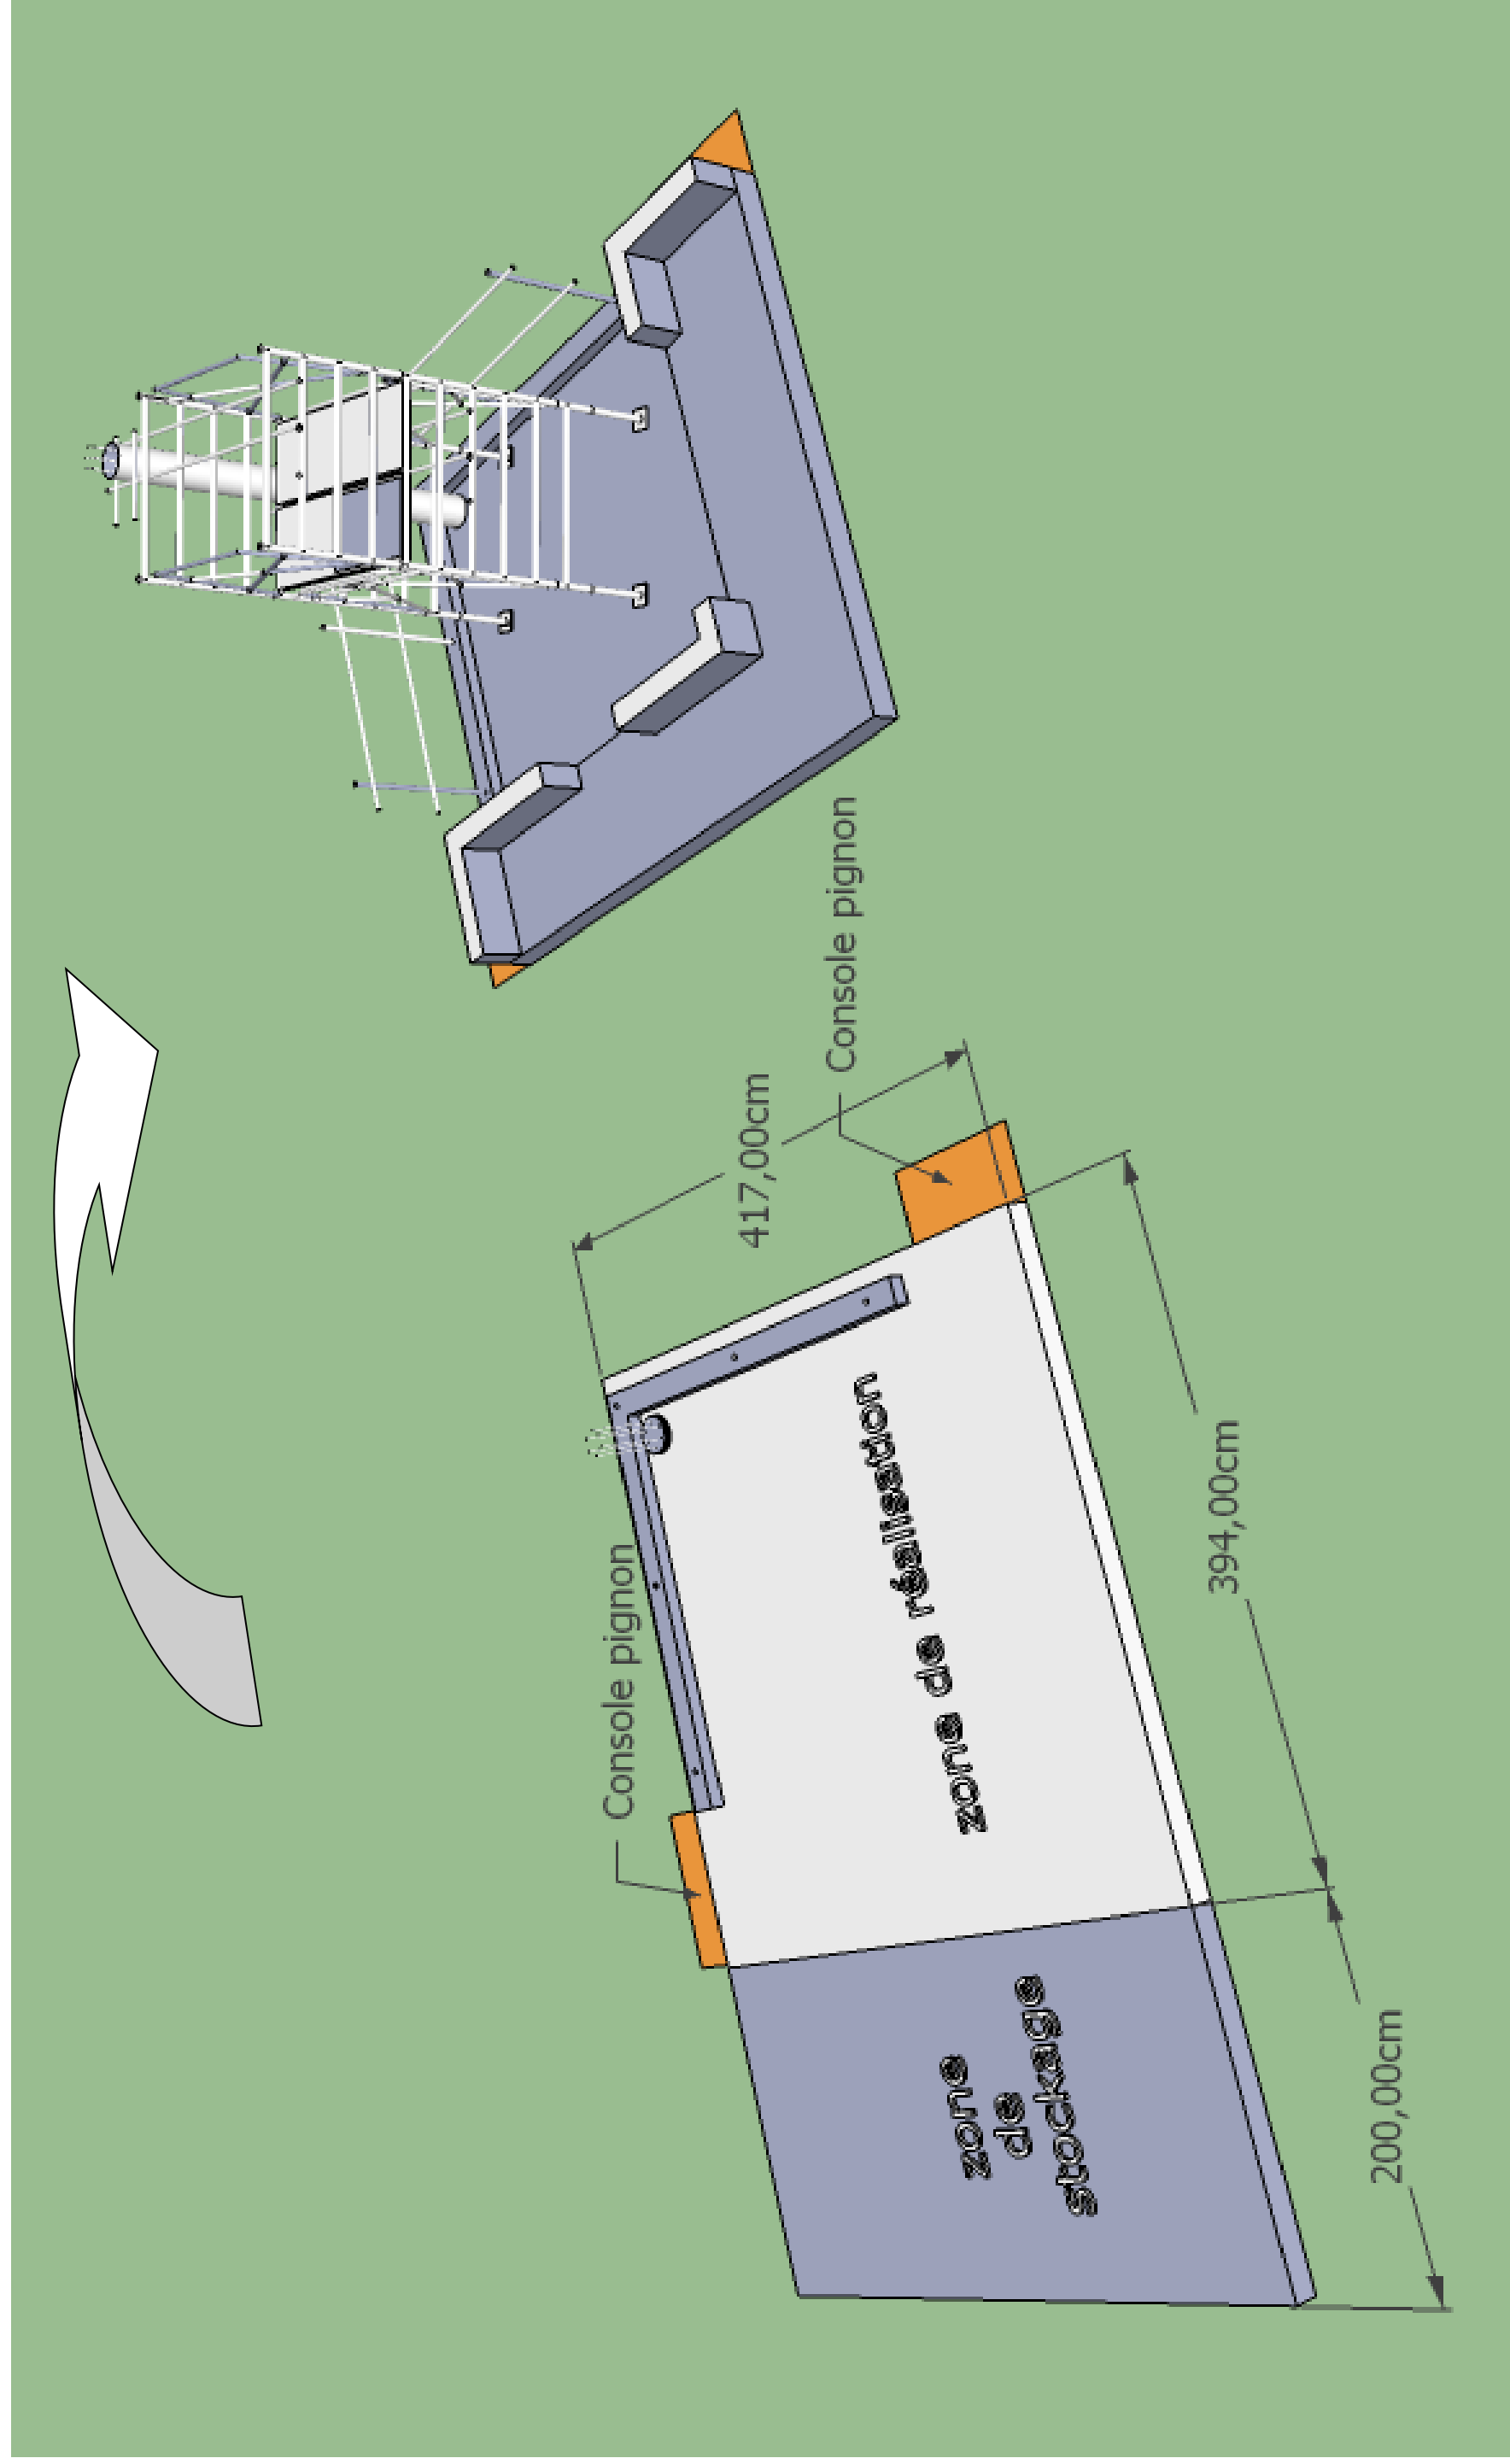 Console pignon
417,00cm
Console pignon
zone de réalisation
zone
de
stockage
394,00cm
200,00cm